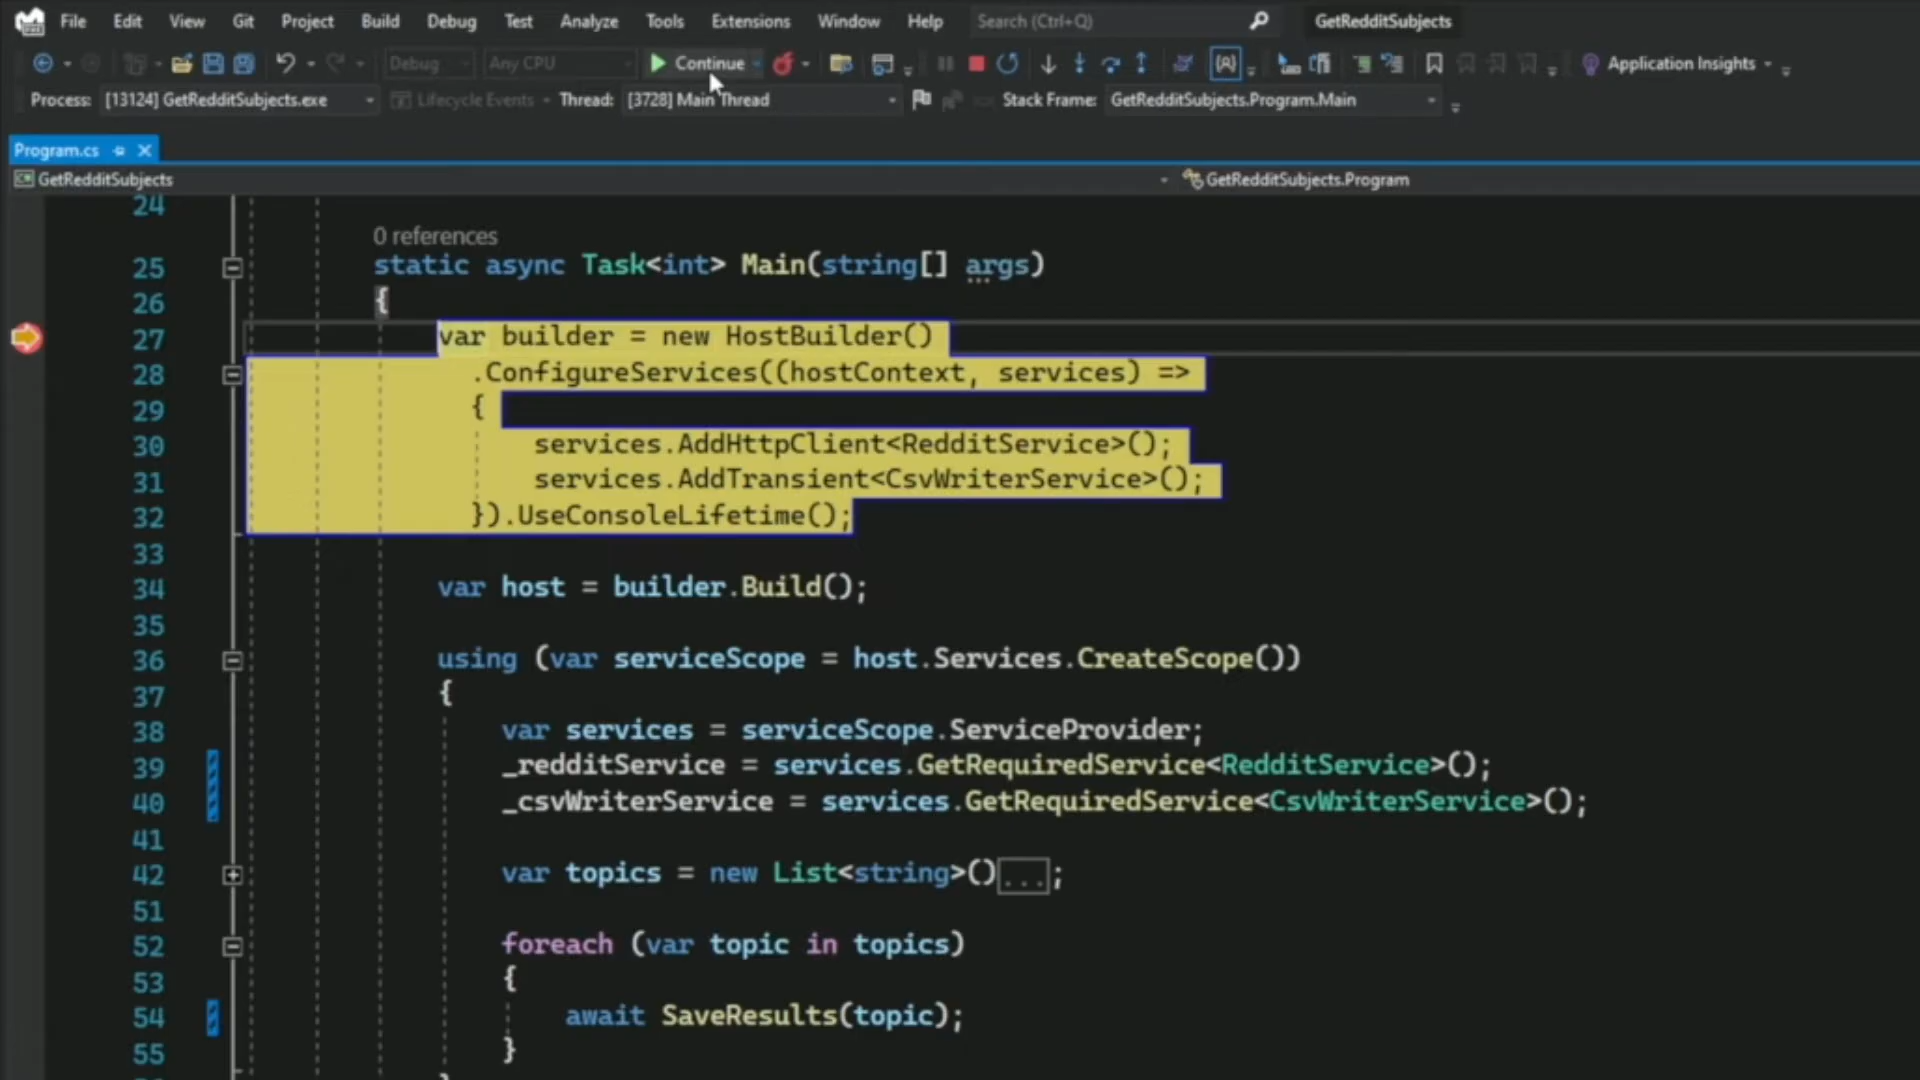 File Edit View Git Project Build Debug Test Analyze Tools Extensions Window Help Search (Ctrl+Q) GetRedditSubjects
Debug Any CPU Continue Application Insights
Process: [13124] GetRedditSubjects.exe Lifecycle Events Thread: [3728] Main Thread Stack Frame: GetRedditSubjects.Program.Main
Program.cs
GetRedditSubjects GetRedditSubjects.Program
24
0 references
25 static async Task<int> Main(string[] args)
26 {
27 var builder = new HostBuilder()
28 .ConfigureServices((hostContext, services) =>
29 {
30 services.AddHttpClient<RedditService>();
31 services.AddTransient<CsvWriterService>();
32 }).UseConsoleLifetime();
33
34 var host = builder.Build();
35
36 using (var serviceScope = host.Services.CreateScope())
37 {
38 var services = serviceScope.ServiceProvider;
39 _redditService = services.GetRequiredService<RedditService>();
40 _csvWriterService = services.GetRequiredService<CsvWriterService>();
41
42 var topics = new List<string>()...;
51
52 foreach (var topic in topics)
53 {
54 await SaveResults(topic);
55 }